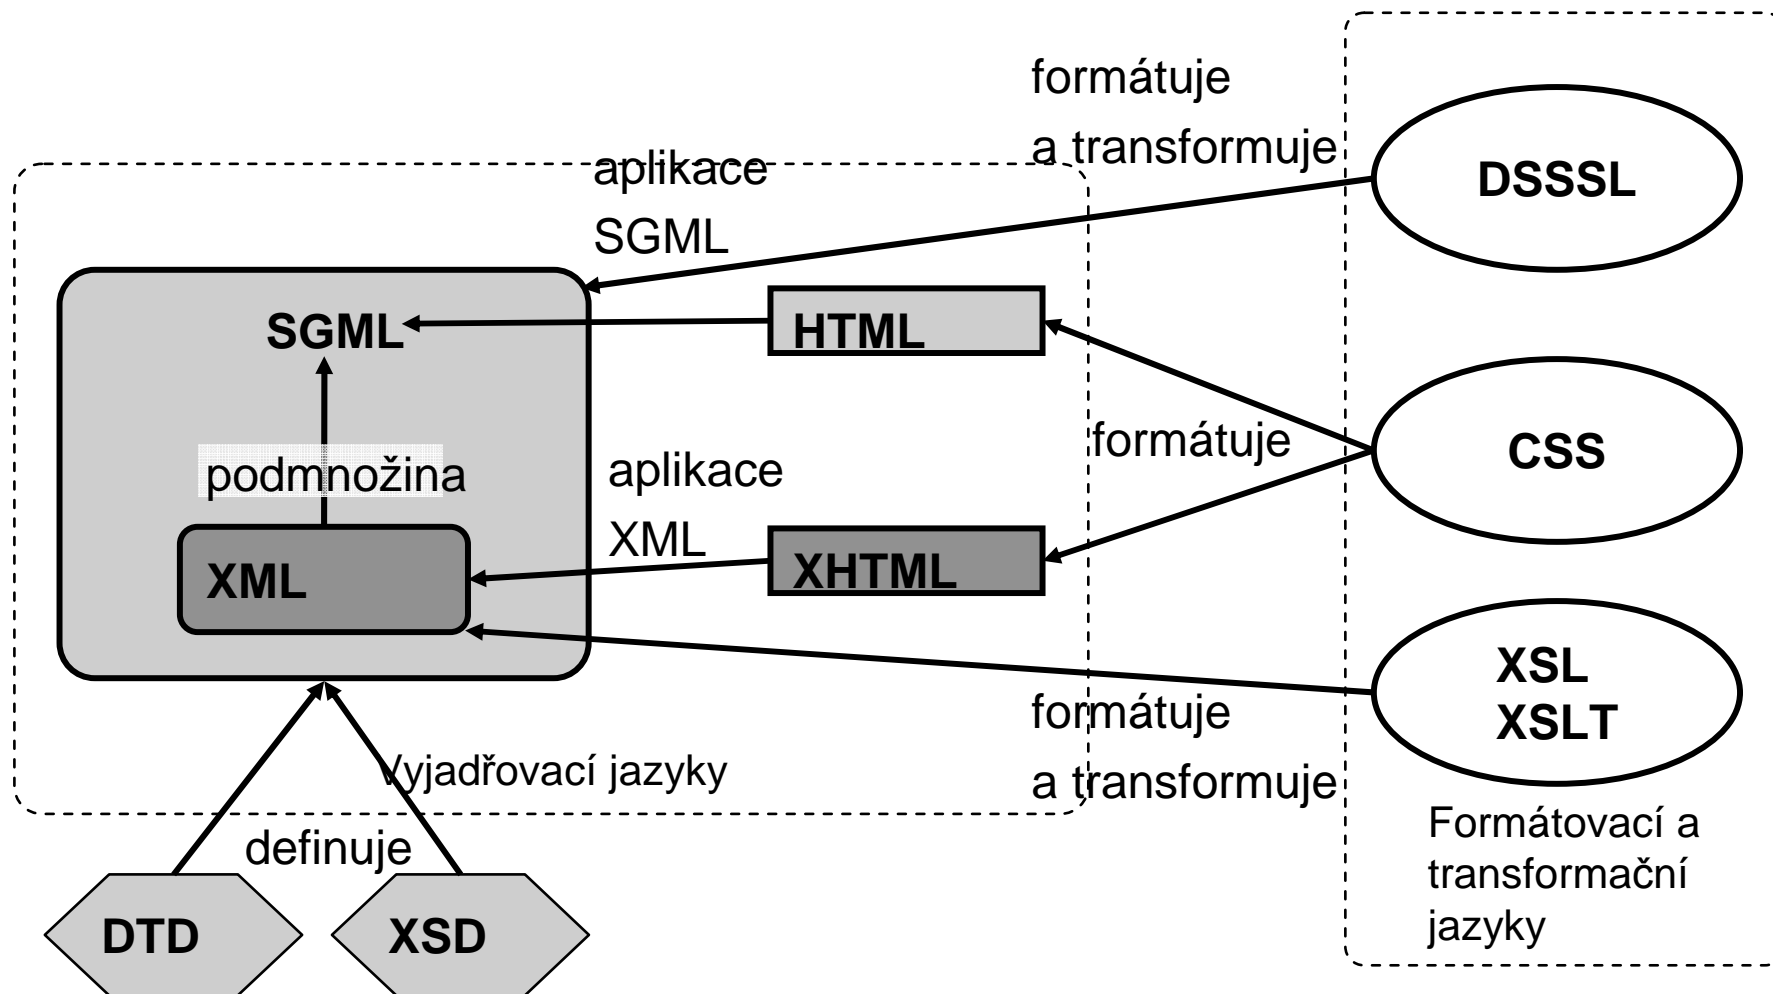 formátuje
a transformuje
DSSSL
aplikace
SGML
SGML
HTML
formátuje
CSS
podmnožina
aplikace
XML
XML
XHTML
XSL
XSLT
formátuje
a transformuje
Vyjadřovací jazyky
Formátovací a
transformační
jazyky
definuje
DTD
XSD